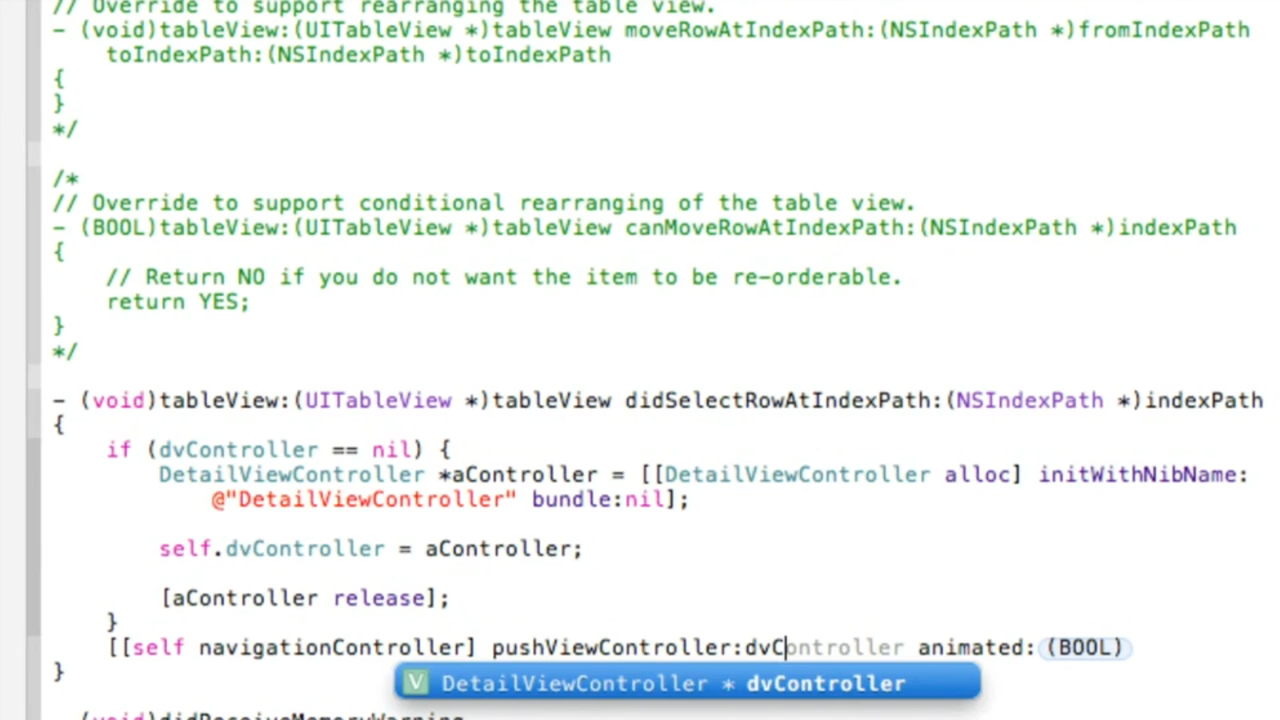 // Override to support rearranging the table view.
- (void)tableView:(UITableView *)tableView moveRowAtIndexPath:(NSIndexPath *)fromIndexPath
toIndexPath:(NSIndexPath *)toIndexPath
{
}
*/
/*
// Override to support conditional rearranging of the table view.
- (BOOL)tableView:(UITableView *)tableView canMoveRowAtIndexPath:(NSIndexPath *)indexPath
{
// Return NO if you do not want the item to be re-orderable.
return YES;
}
*/
- (void)tableView:(UITableView *)tableView didSelectRowAtIndexPath:(NSIndexPath *)indexPath
{
if (dvController == nil) {
DetailViewController *aController = [[DetailViewController alloc] initWithNibName:
@"DetailViewController" bundle:nil];
self.dvController = aController;
[aController release];
}
[[self navigationController] pushViewController:dvController animated:(BOOL)
V DetailViewController * dvController
}
(void)didReceiveMemoryWarning